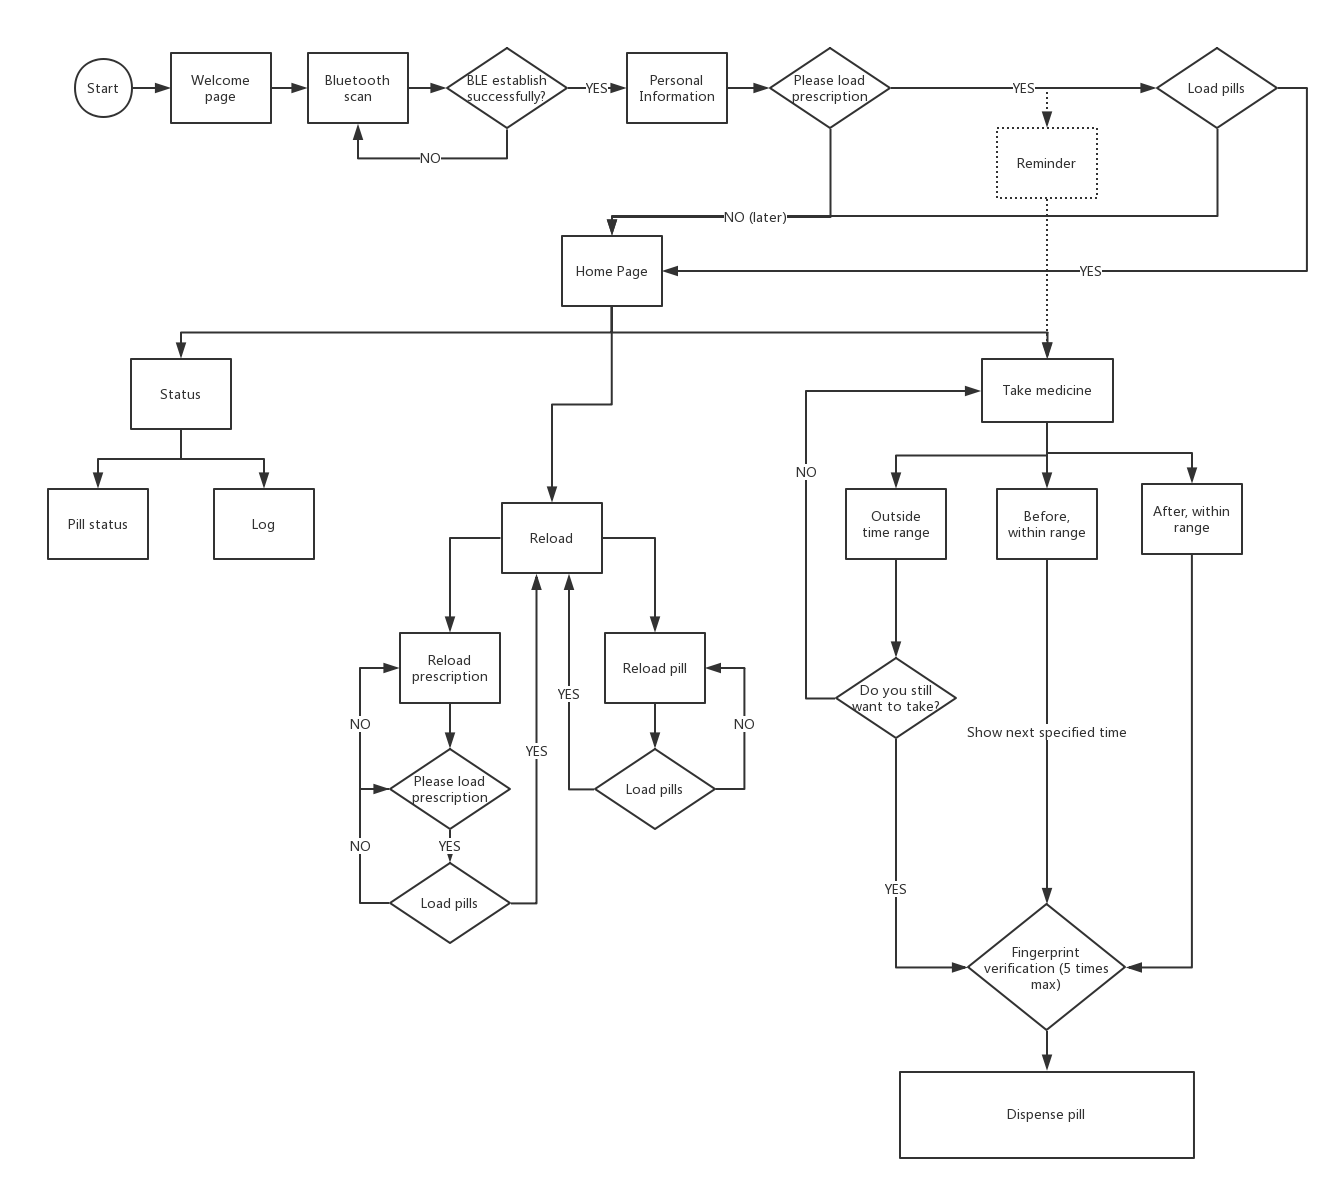 Start
Welcome
page
Bluetooth
scan
BLE establish
successfully?
YES
Personal
Information
Please load
prescription
YES
Load pills
NO
Reminder
NO (later)
Home Page
YES
Status
Take medicine
NO
Pill status
Log
Outside
time range
Before,
within range
After, within
range
Reload
Reload
prescription
Reload pill
YES
NO
NO
YES
Do you still
want to take?
Show next specified time
Please load
prescription
Load pills
NO
YES
YES
Load pills
Fingerprint
verification (5 times
max)
Dispense pill